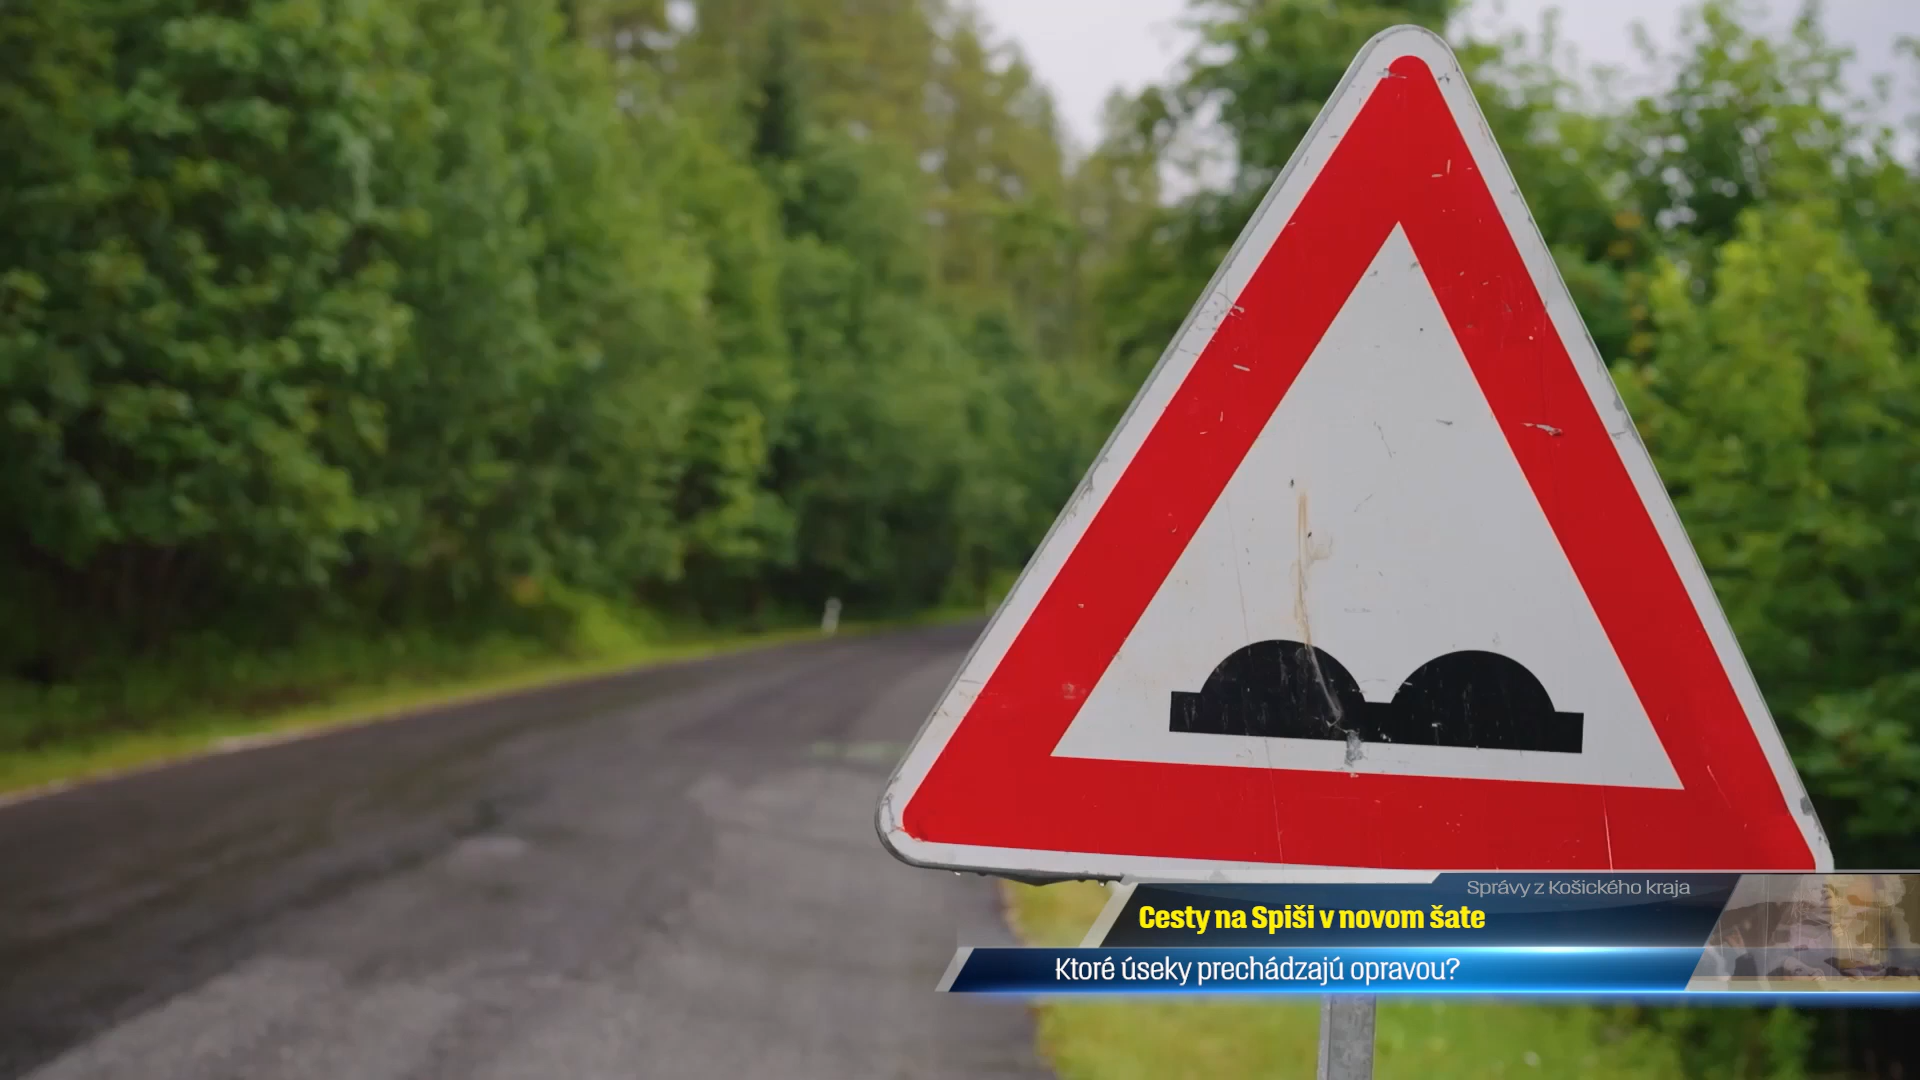 Správy z Košického kraja
Cesty na Spiši v novom šate
Ktoré úseky prechádzajú opravou?